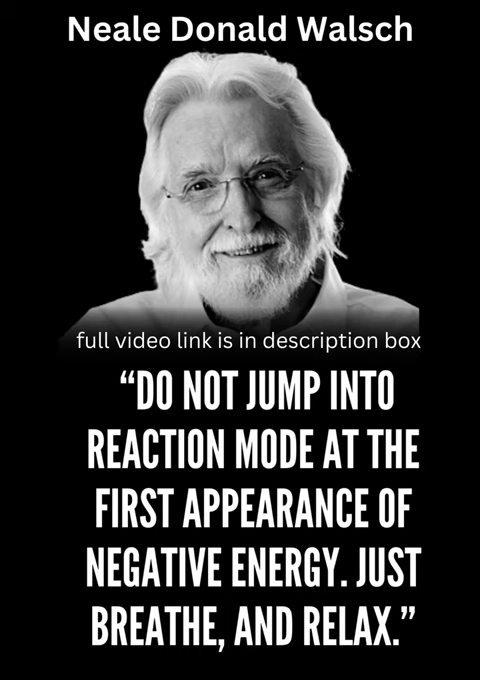 Neale Donald Walsch
full video link is in description box
“DO NOT JUMP INTO
REACTION MODE AT THE
FIRST APPEARANCE OF
NEGATIVE ENERGY. JUST
BREATHE, AND RELAX.”